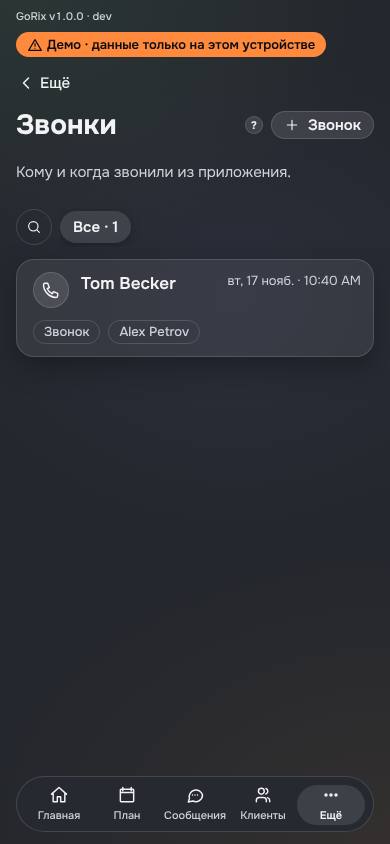 GoRix v1.0.0 · dev
Демо · данные только на этом устройстве
Ещё
Звонки
? + Звонок
Кому и когда звонили из приложения.
Все · 1
Tom Becker вт, 17 нояб. · 10:40 AM
Звонок Alex Petrov
Главная План Сообщения Клиенты Ещё